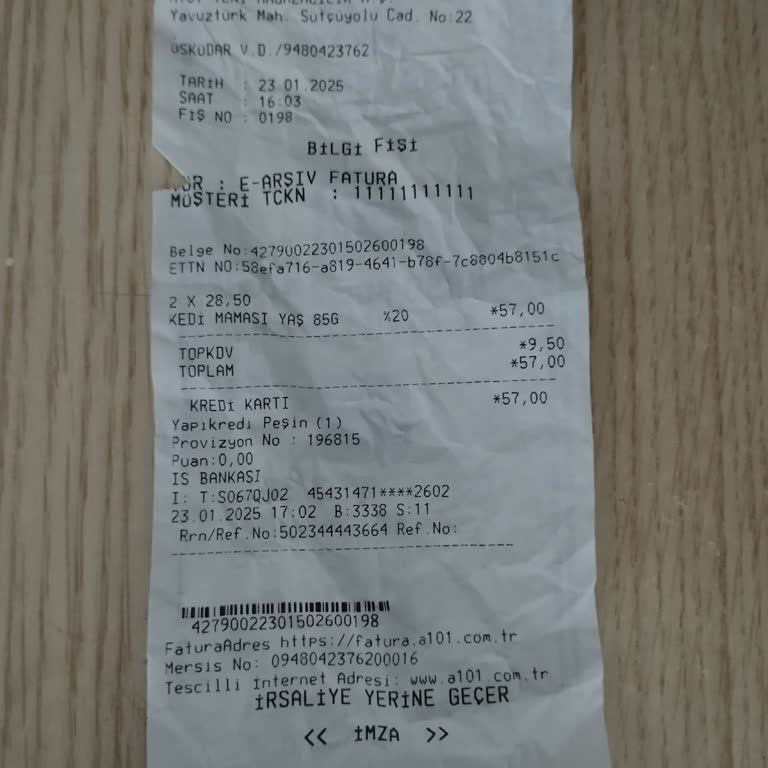 Yavuztürk Mah. Sütçüyolu Cad. No:22
ÜSKÜDAR V.D./9480423762
TARİH : 23.01.2025
SAAT : 16:03
FİŞ NO : 0198
BİLGİ FİŞİ
: E-ARŞİV FATURA
MÜŞTERİ TCKN : 11111111111
Belge No:42790022301502600198
ETTN NO:58efa716-a819-4641-b78f-7c8804b8151c
2 X 28,50
KEDİ MAMASI YAŞ 85G %20 *57,00
TOPKDV *9,50
TOPLAM *57,00
KREDİ KARTI *57,00
Yapıkredi Peşin (1)
Provizyon No : 196815
Puan:0,00
IS BANKASI
I: T:S067QJ02 45431471****2602
23.01.2025 17:02 B:3338 S:11
Rrn/Ref.No:502344443664 Ref.No:
42790022301502600198
FaturaAdres https://fatura.a101.com.tr
Mersis No: 0948042376200016
Tescilli İnternet Adresi: www.a101.com.tr
İRSALİYE YERİNE GEÇER
<< İMZA >>